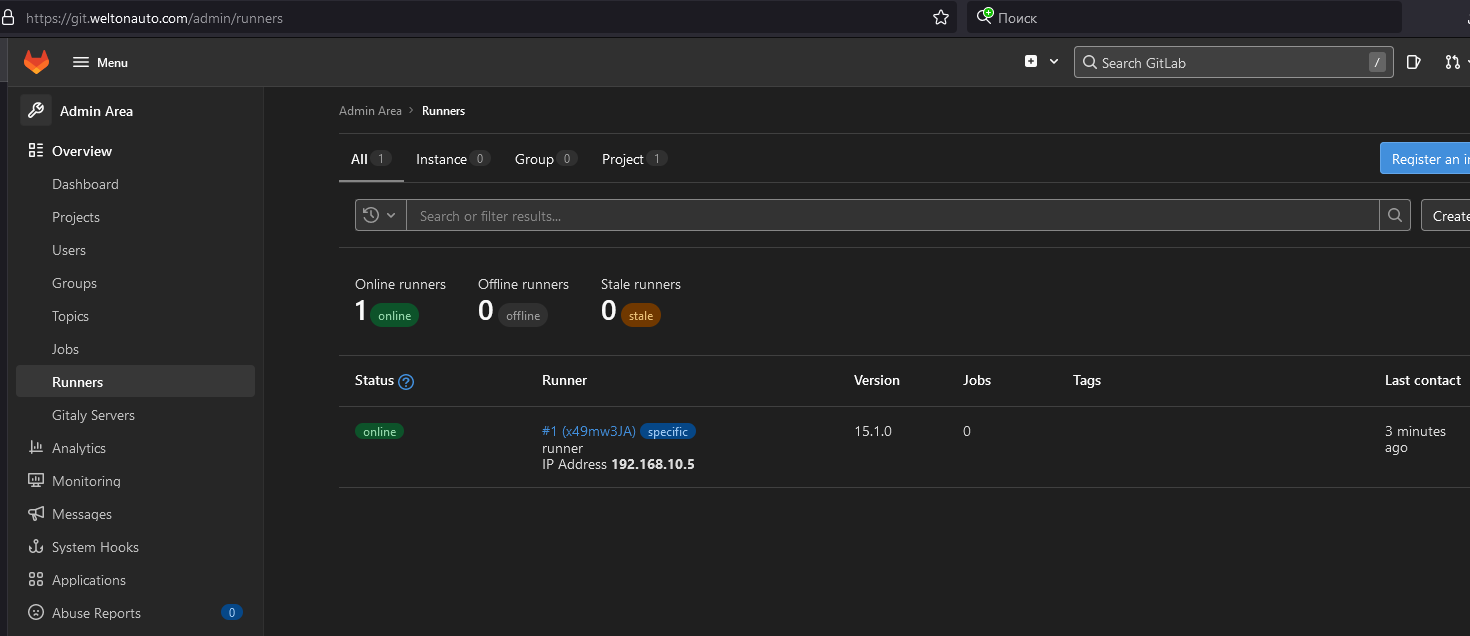 https://git.weltonauto.com/admin/runners
Поиск
Menu
Search GitLab /
Admin Area
Overview
Dashboard
Projects
Users
Groups
Topics
Jobs
Runners
Gitaly Servers
Analytics
Monitoring
Messages
System Hooks
Applications
Abuse Reports 0
Admin Area › Runners
All 1 Instance 0 Group 0 Project 1
Register an i
Search or filter results...
Create
Online runners Offline runners Stale runners
1 online 0 offline 0 stale
Status Runner Version Jobs Tags Last contact
online #1 (x49mw3JA) specific 15.1.0 0 3 minutes
runner ago
IP Address 192.168.10.5